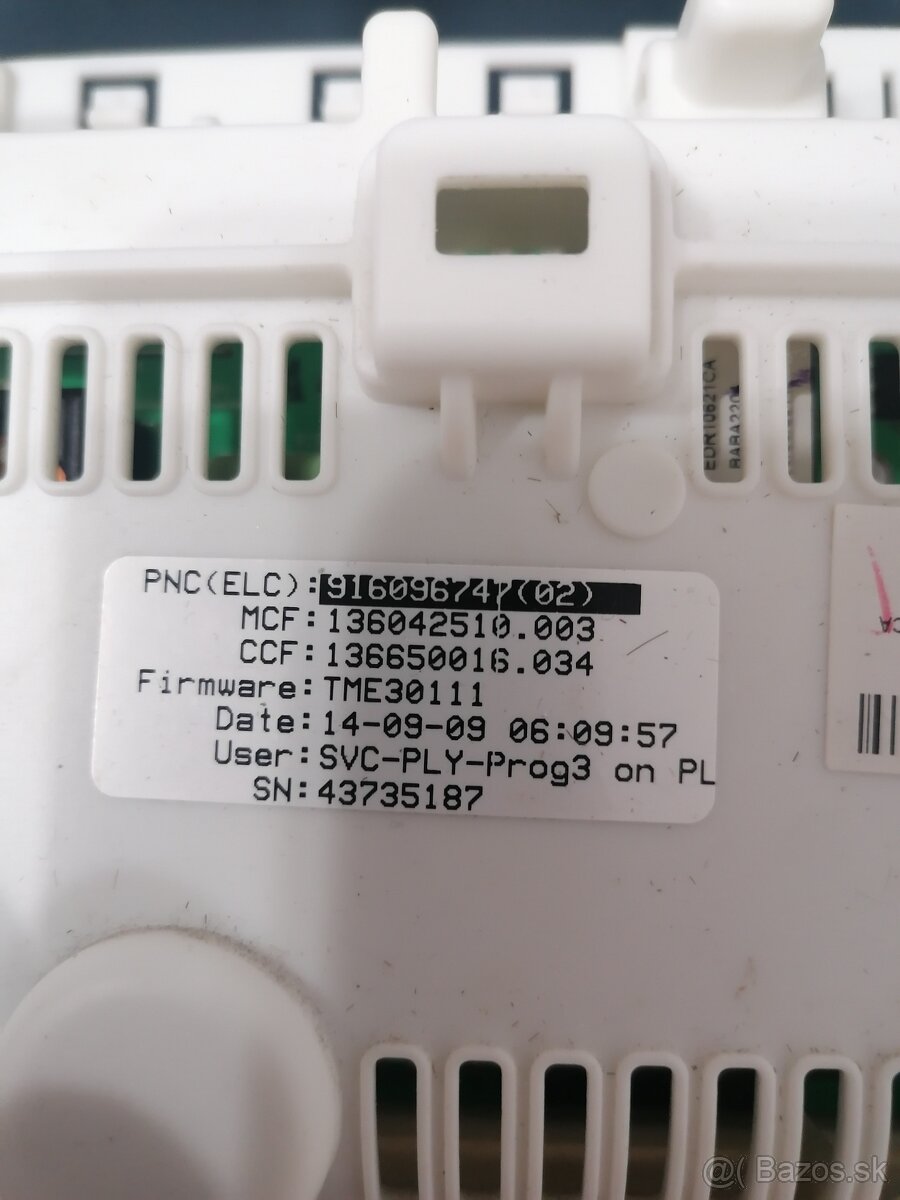 EDR10621CA
PNC(ELC):916096747(02)
MCF:136042510.003
CCF:136650016.034
Firmware:TME30111
Date:14-09-09 06:09:57
User:SVC-PLY-Prog3 on PL
SN:43735187
@( Bazos.sk